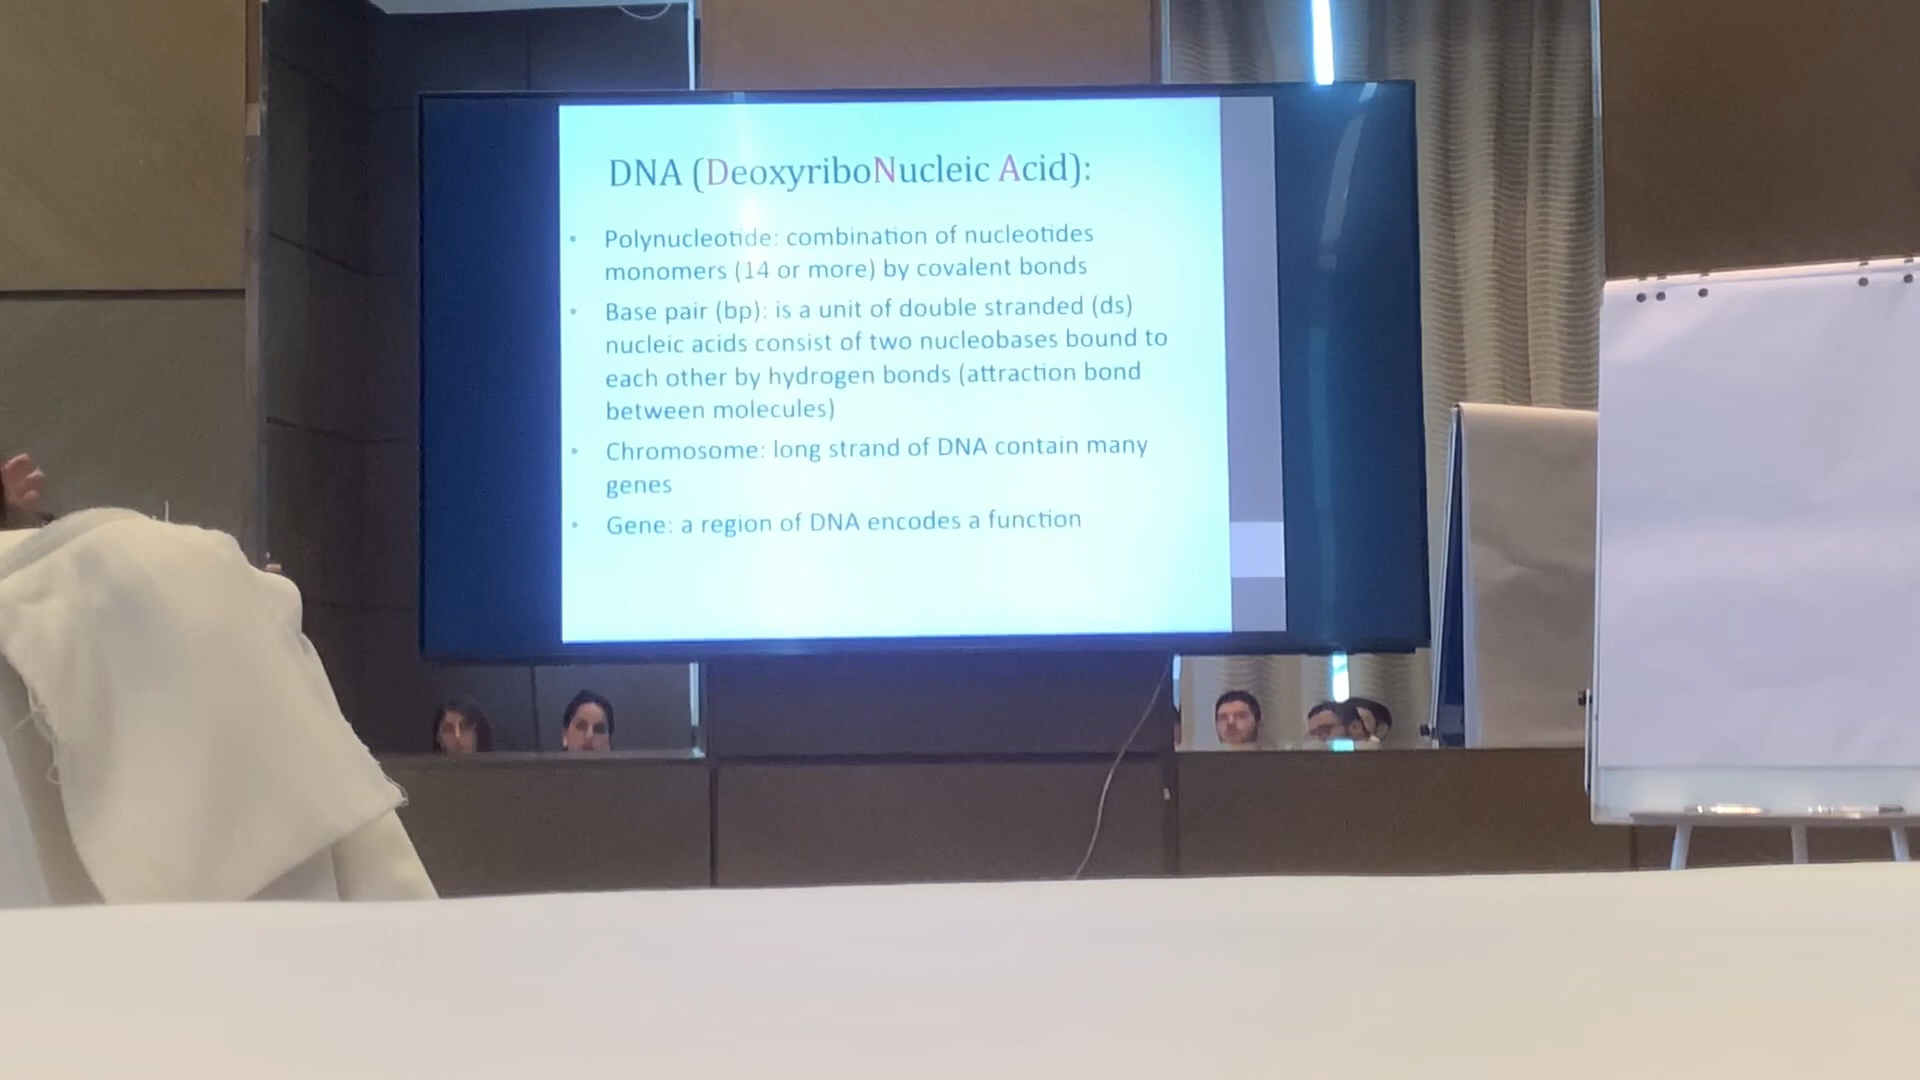 DNA (DeoxyriboNucleic Acid):
• Polynucleotide: combination of nucleotides
monomers (14 or more) by covalent bonds
• Base pair (bp): is a unit of double stranded (ds)
nucleic acids consist of two nucleobases bound to
each other by hydrogen bonds (attraction bond
between molecules)
• Chromosome: long strand of DNA contain many
genes
• Gene: a region of DNA encodes a function